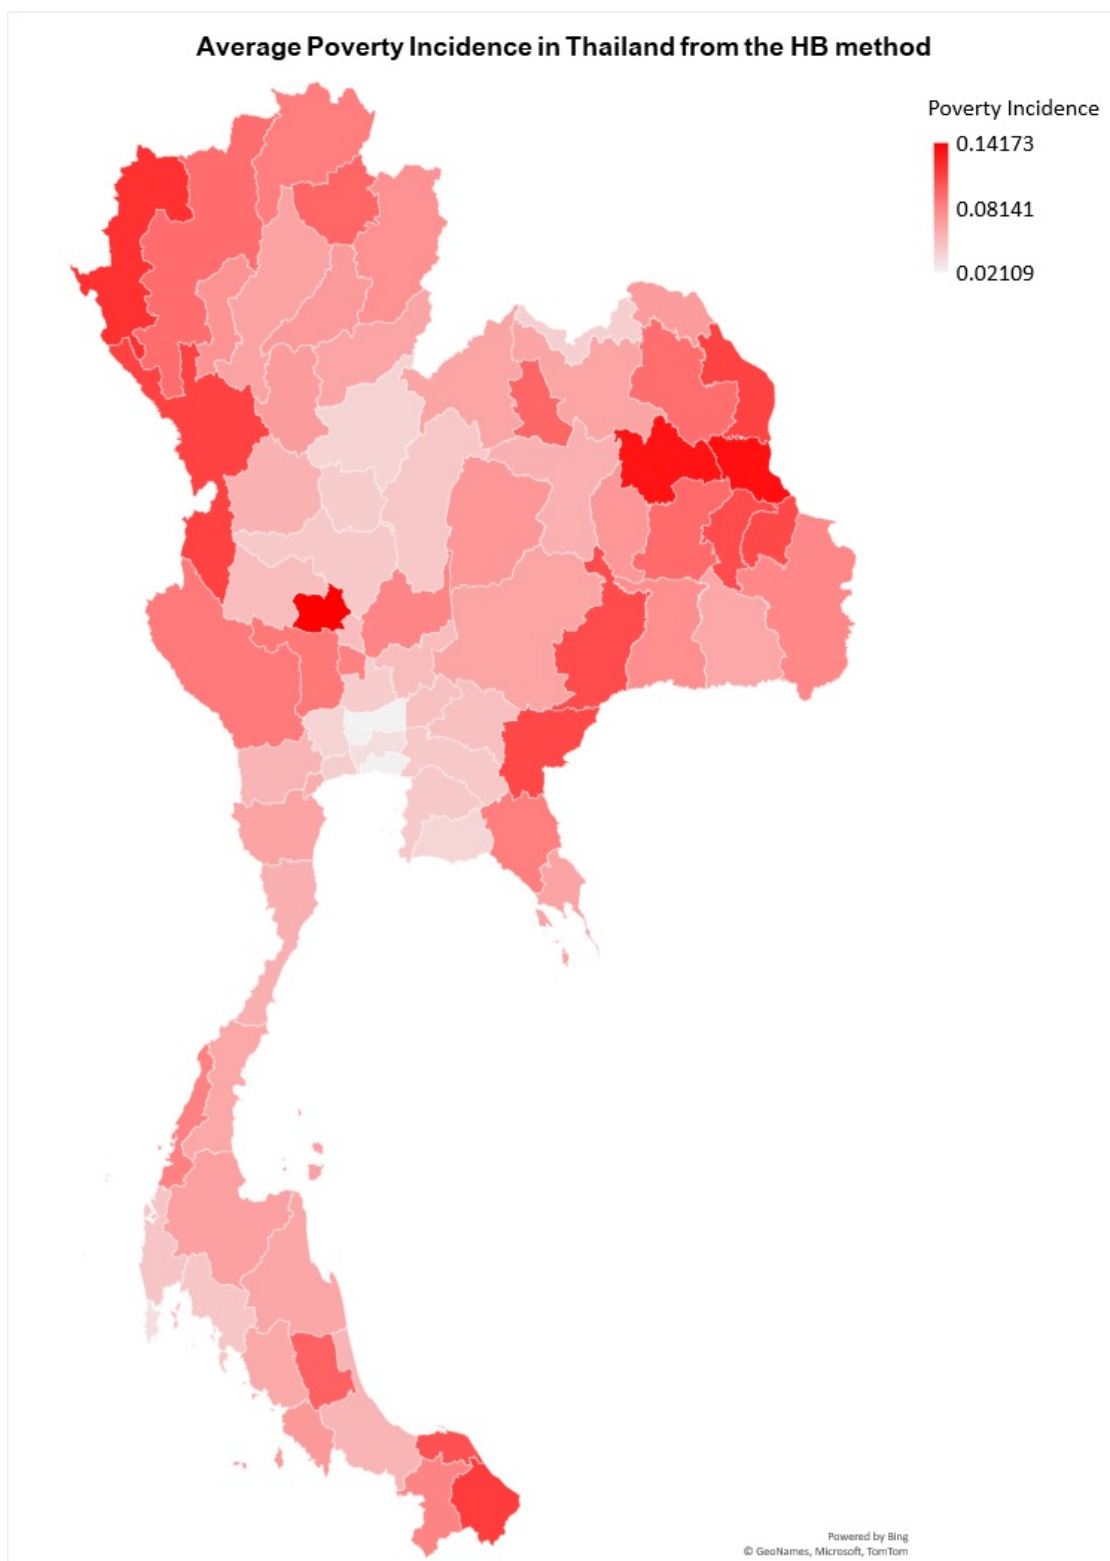 Average Poverty Incidence in Thailand from the HB method
Poverty Incidence
0.14173
0.08141
0.02109
Powered by Bing
© GeoNames, Microsoft, TomTom